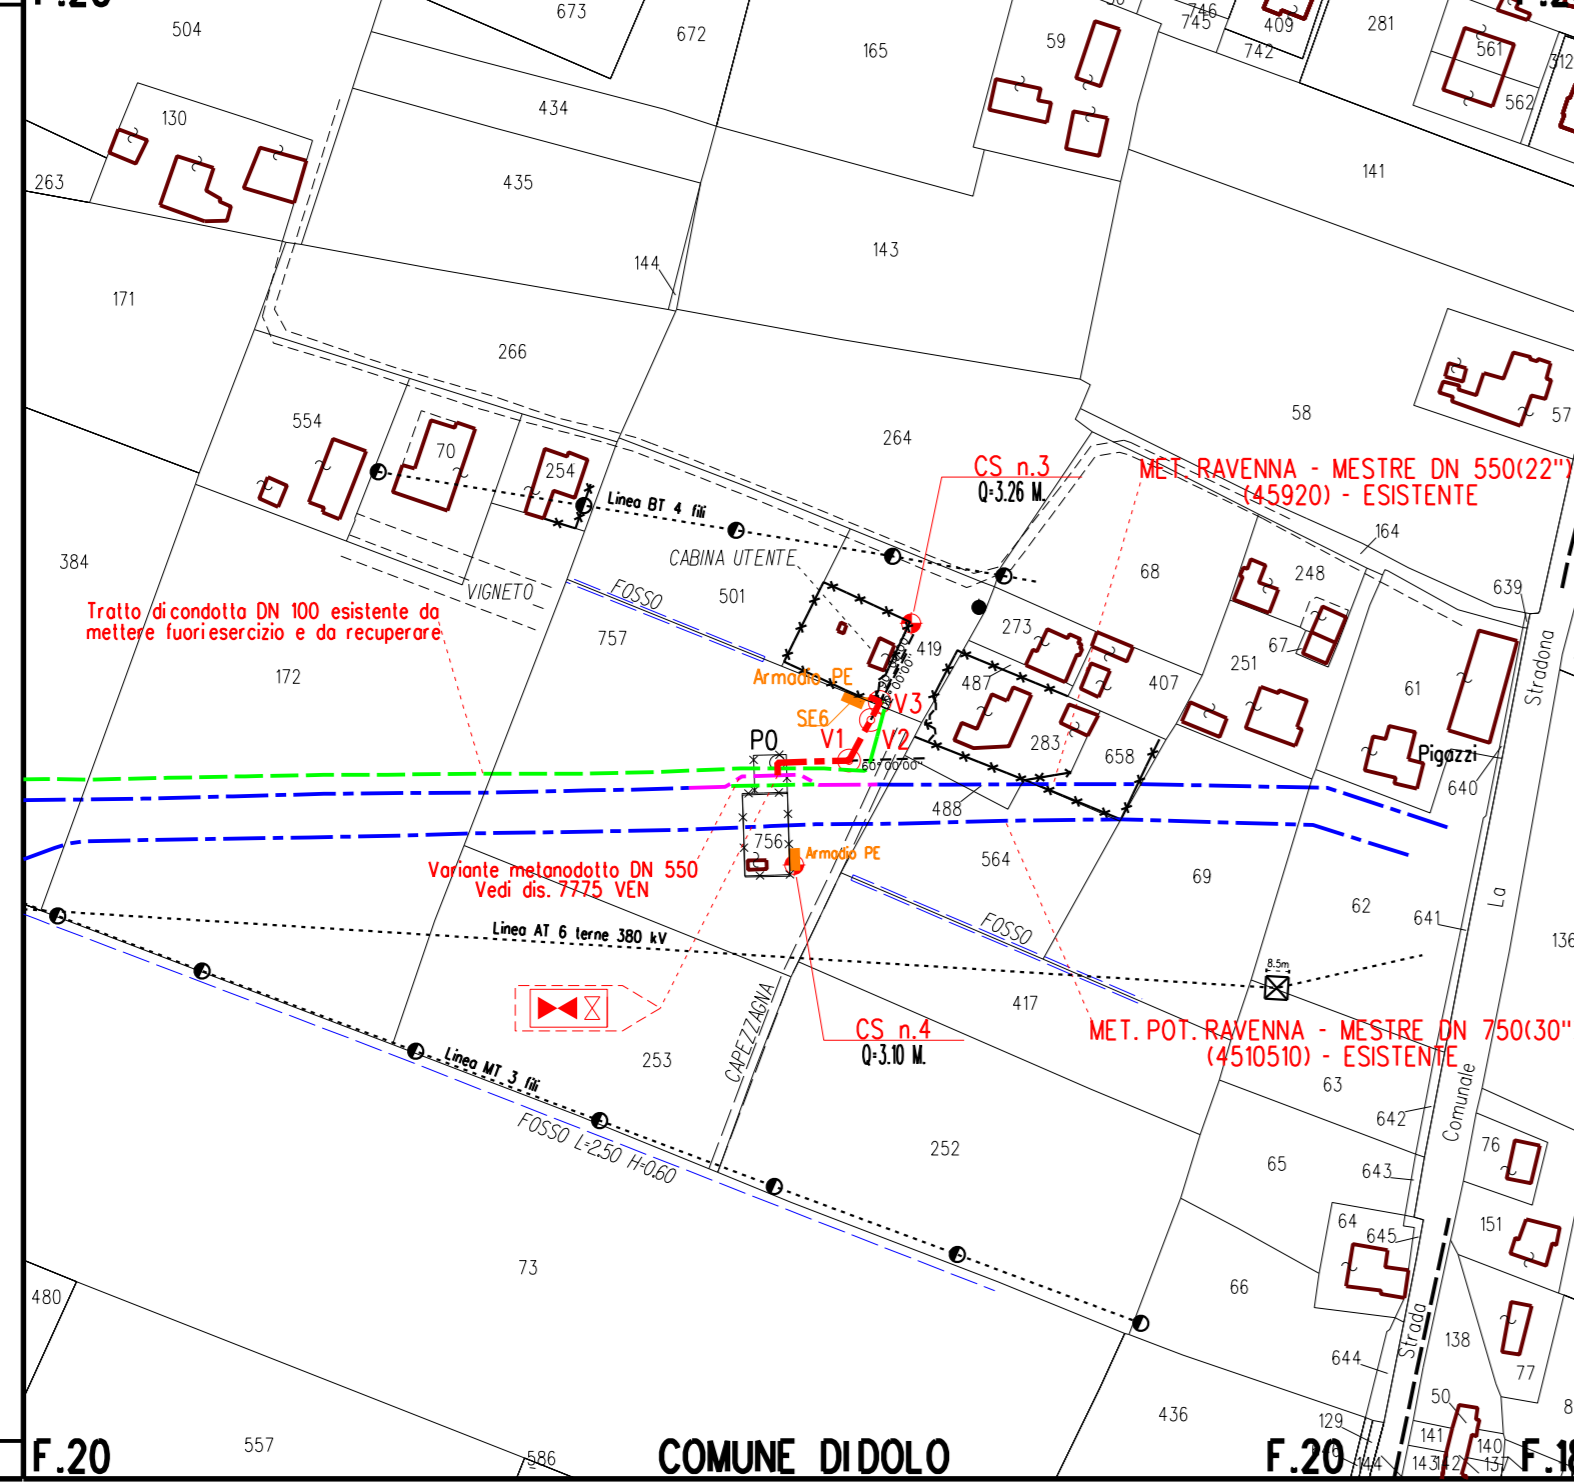 504
673
672
165
59
746
745
409
742
281
561
562
312
130
434
263
435
141
144
143
171
266
58
57
554
70
254
264
CS n.3
Q=3.26 M.
MET. RAVENNA - MESTRE DN 550(22")
(45920) - ESISTENTE
Linea BT 4 fili
164
384
CABINA UTENTE
VIGNETO
FOSSO
501
68
248
639
Tratto di condotta DN 100 esistente da
mettere fuori esercizio e da recuperare
757
273
419
67
251
Stradona
172
Armadio PE
487
407
61
SE6
V3
P0
V1
V2
283
658
Pigazzi
60°00'00"
640
488
756
Armadio PE
564
69
La
Variante metanodotto DN 550
Vedi dis. 7775 VEN
62
641
136
Linea AT 6 terne 380 kV
FOSSO
8.5m
417
CAPEZZAGNA
CS n.4
Q=3.10 M.
MET. POT. RAVENNA - MESTRE DN 750(30"
(4510510) - ESISTENTE
253
Linea MT 3 fili
63
Comunale
642
FOSSO L=2.50 H=0.60
252
65
76
643
64
645
151
73
66
480
Strada
138
644
77
50
436
129
141
140
557
586
F.20
COMUNE DI DOLO
F.20
144
143
142
137
F.18